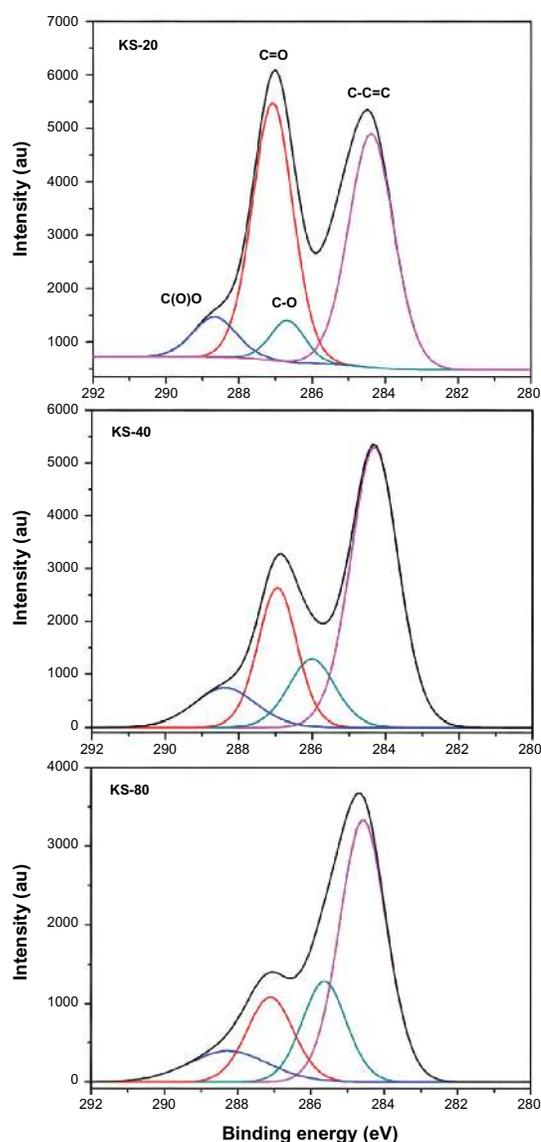 7000
KS-20
C=O
6000
C-C=C
5000
4000
Intensity (au)
3000
2000
C(O)O
C-O
1000
292 290 288 286 284 282 280
6000
KS-40
5000
4000
Intensity (au)
3000
2000
1000
0
292 290 288 286 284 282 280
4000
KS-80
3000
Intensity (au)
2000
1000
0
292 290 288 286 284 282 280
Binding energy (eV)